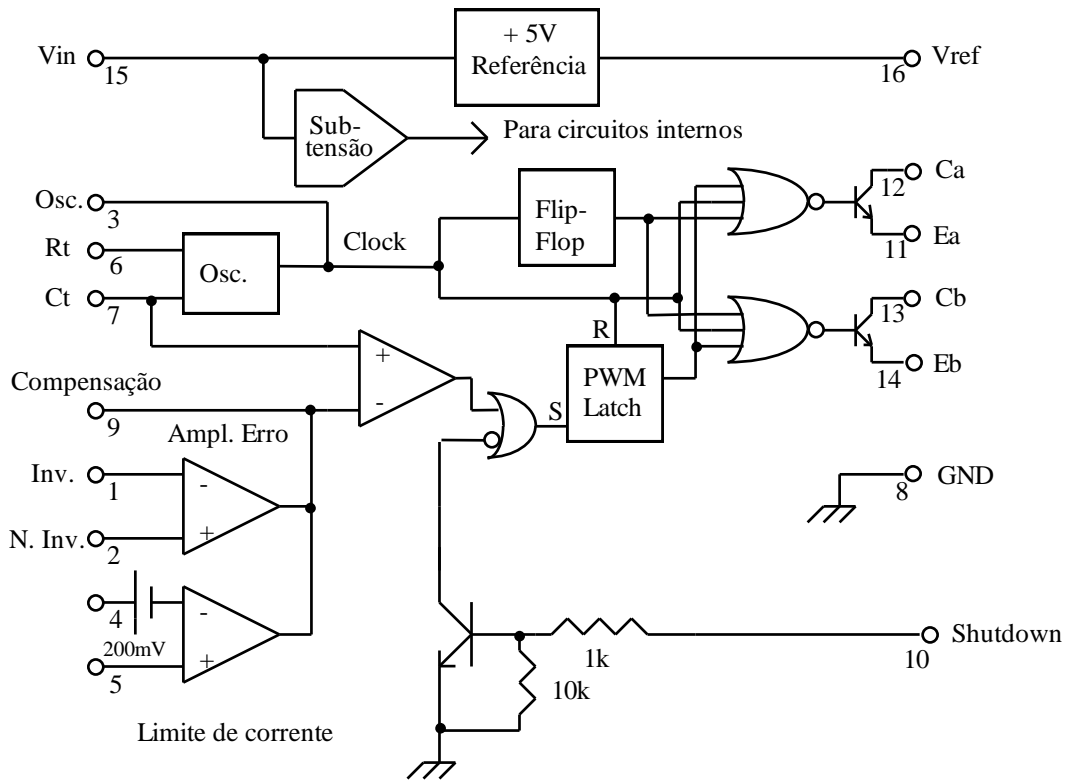 + 5V
Referência
Vin
15
16
Vref
Sub-
tensão
Para circuitos internos
Osc.
3
Rt
6
Ct
7
Osc.
Clock
Flip-
Flop
Ca
12
11
Ea
Cb
13
14
Eb
R
PWM
Latch
S
+
-
Compensação
9
Ampl. Erro
Inv.
1
N. Inv.
2
-
+
4
200mV
5
-
+
GND
8
Shutdown
10
1k
10k
Limite de corrente